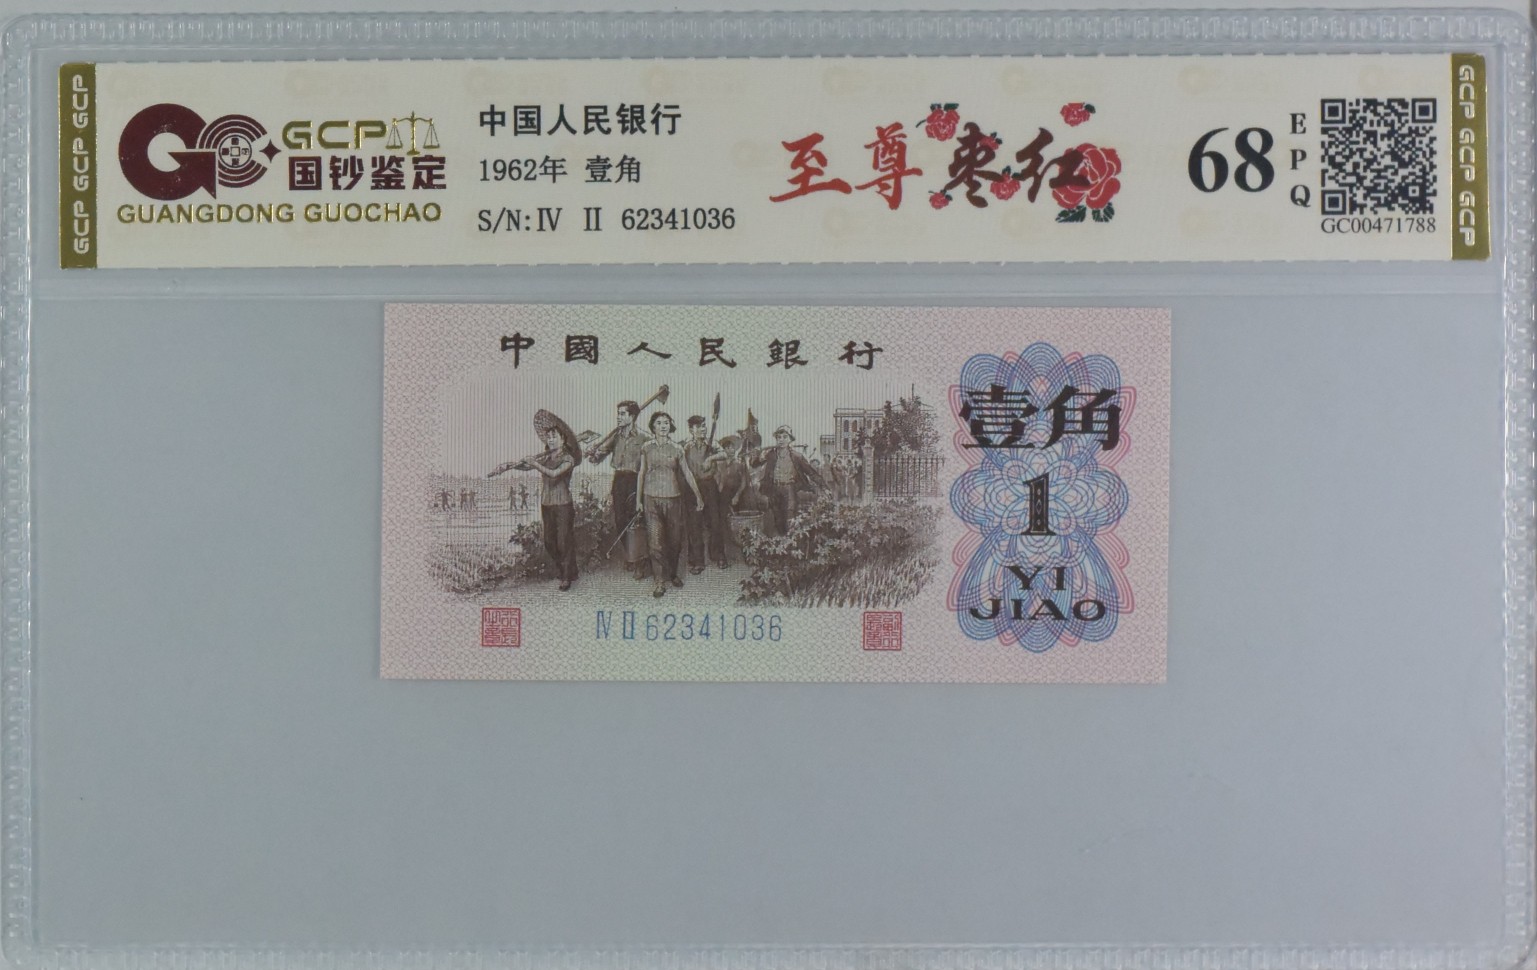 GCP GCP GCP
GCP
国钞鉴定
GUANGDONG GUOCHAO
中国人民银行
1962年 壹角
S/N: IV II 62341036
至尊枣红
68
EPQ
GC00471788
GCP GCP GCP
中國人民銀行
壹角
1
YI
JIAO
IV II 62341036